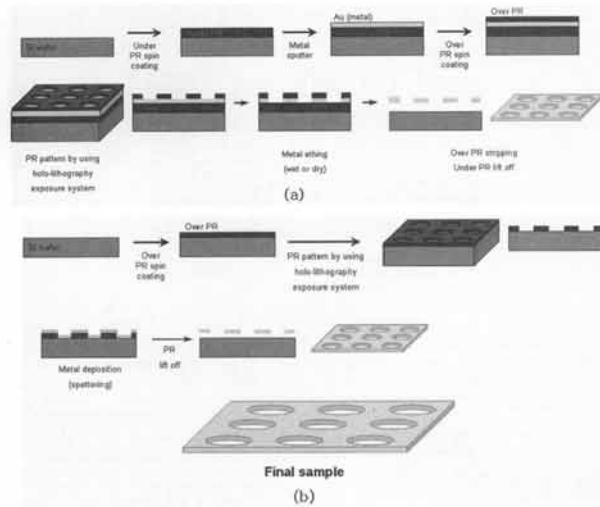 Si wafer
Under
PR spin
coating
Metal
sputter
Au (metal)
Over
PR spin
coating
Over PR
PR pattern by using
holo-lithography
exposure system
Metal ething
(wet or dry)
Over PR stripping
Under PR lift off
(a)
Si wafer
Over
PR spin
coating
Over PR
PR pattern by using
holo-lithography
exposure system
Metal deposition
(spettering)
PR
lift off
Final sample
(b)